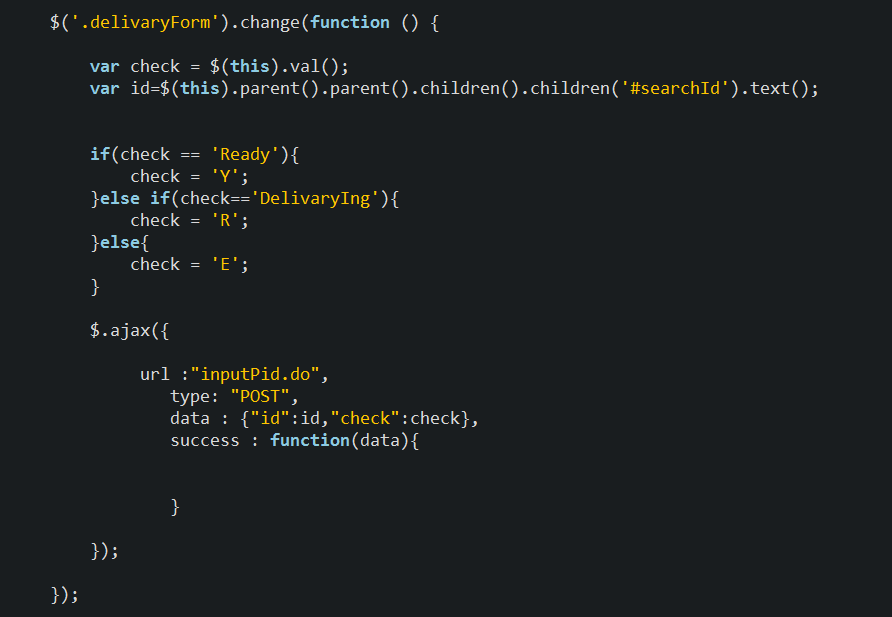 $('.delivaryForm').change(function () {
var check = $(this).val();
var id=$(this).parent().parent().children().children('#searchId').text();
if(check == 'Ready'){
check = 'Y';
}else if(check=='DelivaryIng'){
check = 'R';
}else{
check = 'E';
}
$.ajax({
url :"inputPid.do",
type: "POST",
data : {"id":id,"check":check},
success : function(data){
}
});
});